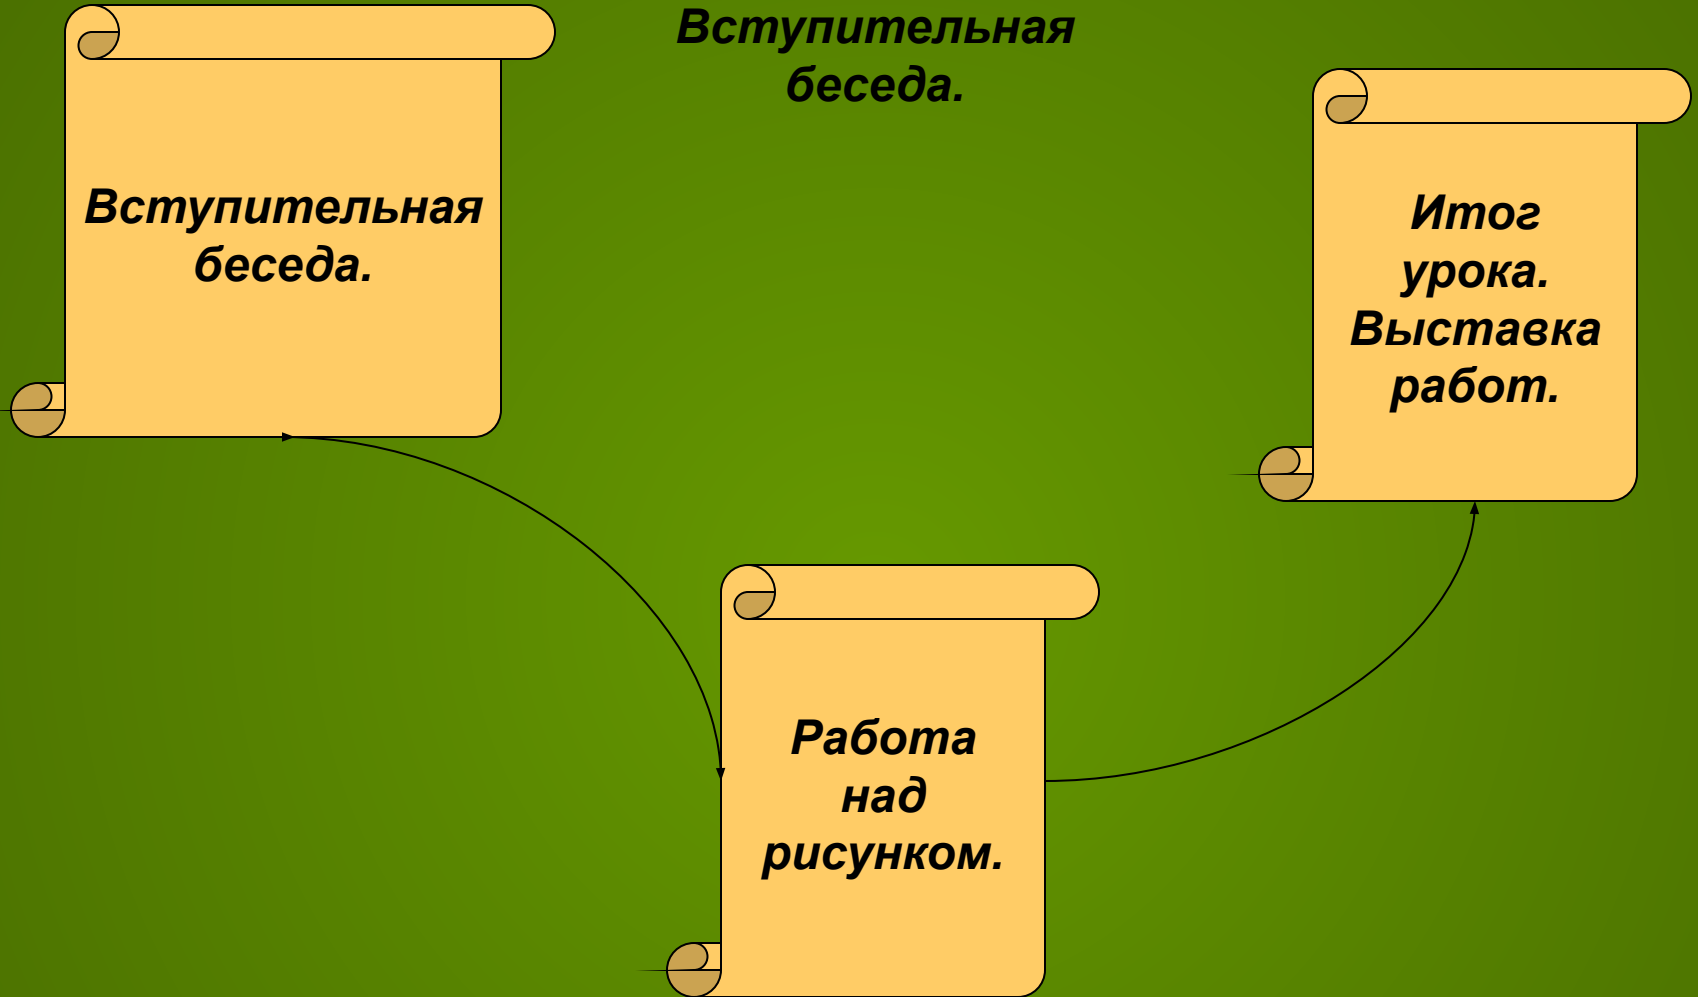 Вступительная
беседа.
Вступительная
беседа.
Итог
урока.
Выставка
работ.
Работа
над
рисунком.